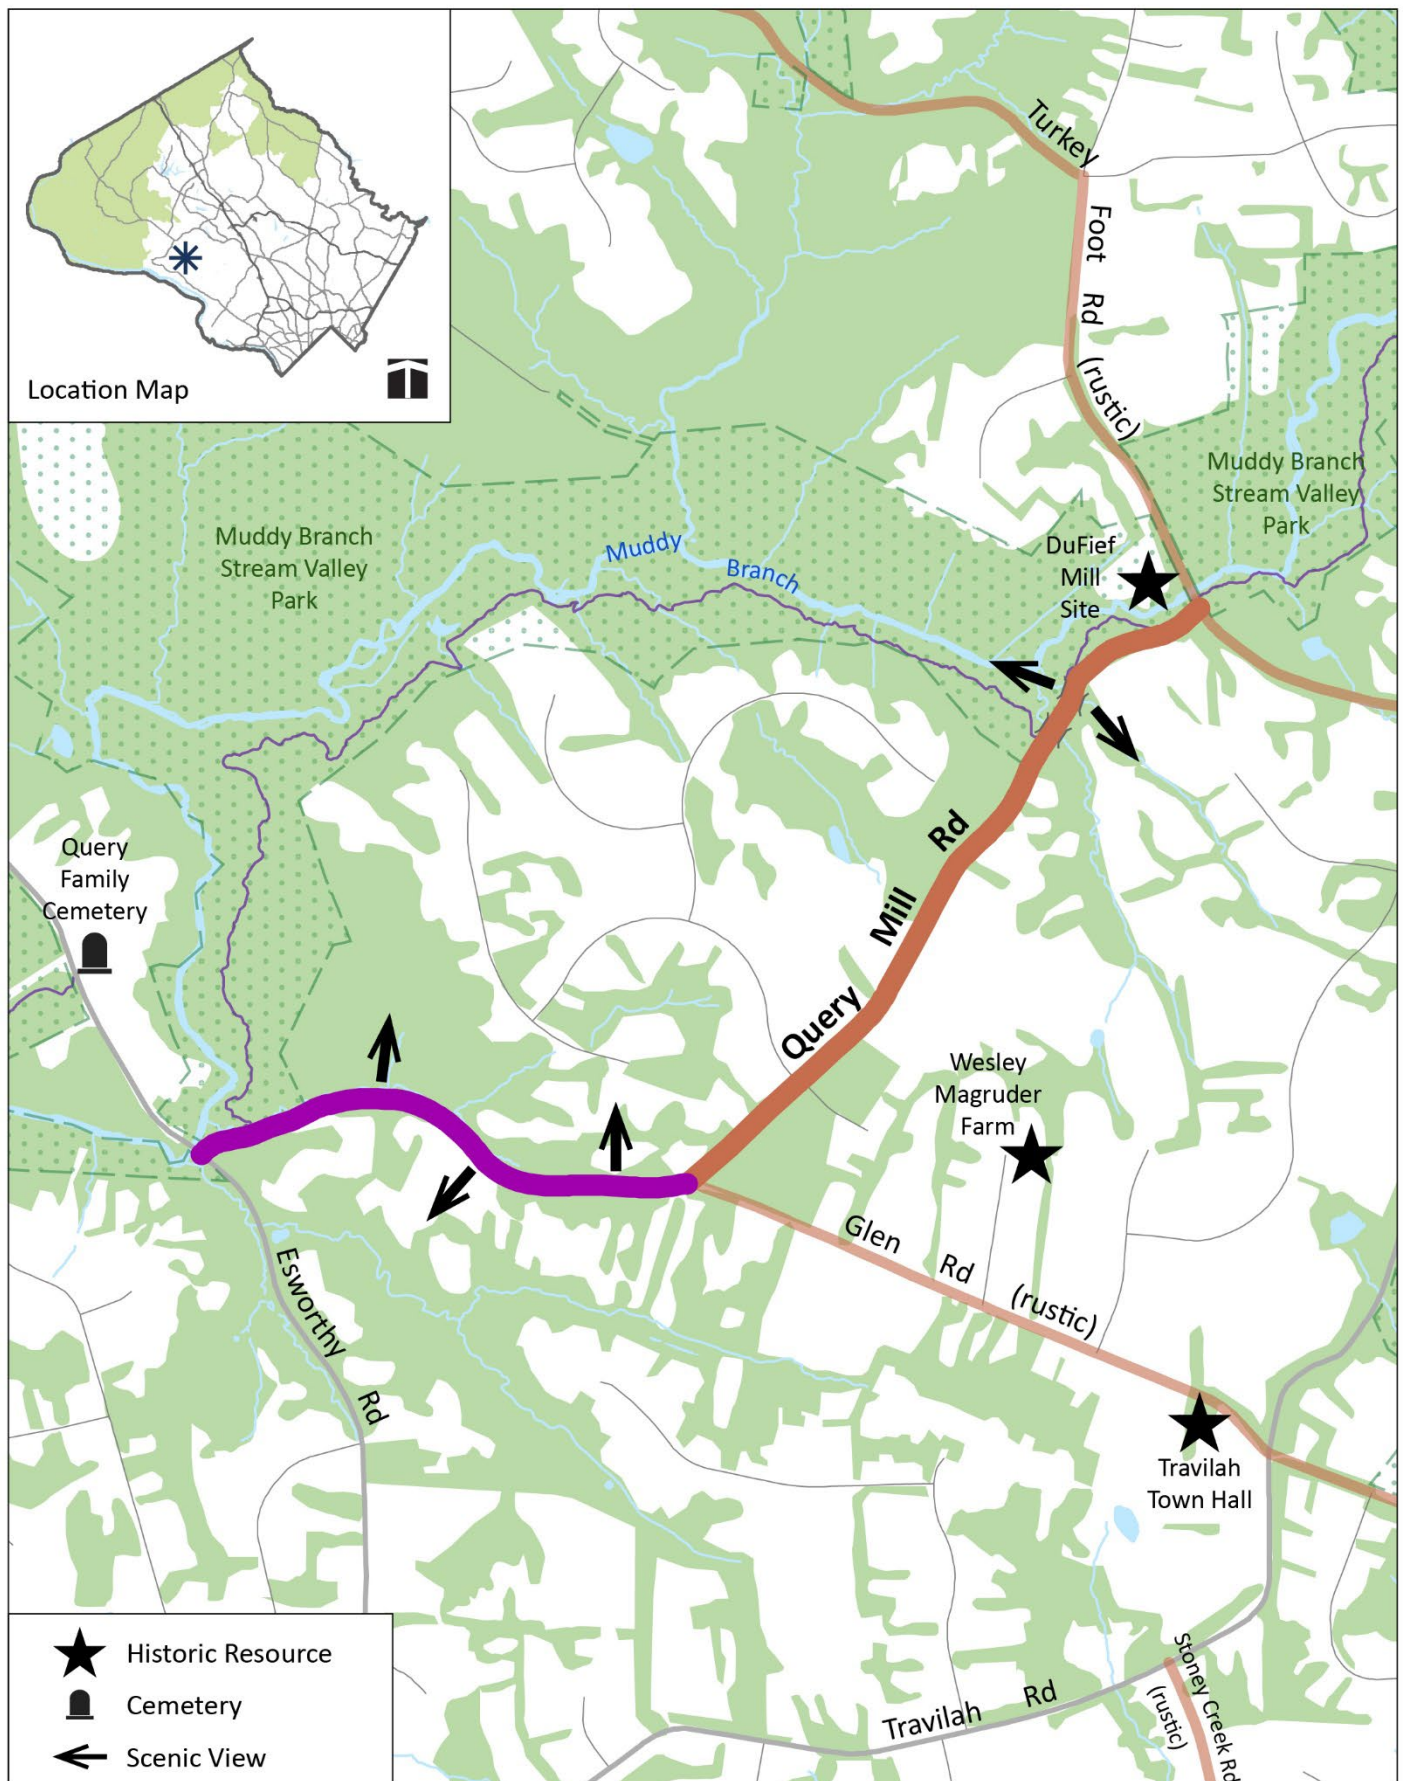 Location Map
Turkey
Foot Rd (rustic)
Muddy Branch
Stream Valley
Park
Muddy Branch
Stream Valley
Park
Muddy
Branch
DuFief
Mill
Site
Query
Family
Cemetery
Query Mill Rd
Wesley
Magruder
Farm
Glen Rd (rustic)
Esworthy Rd
Travilah
Town Hall
Stoney Creek Rd
(rustic)
Travilah Rd
Historic Resource
Cemetery
Scenic View